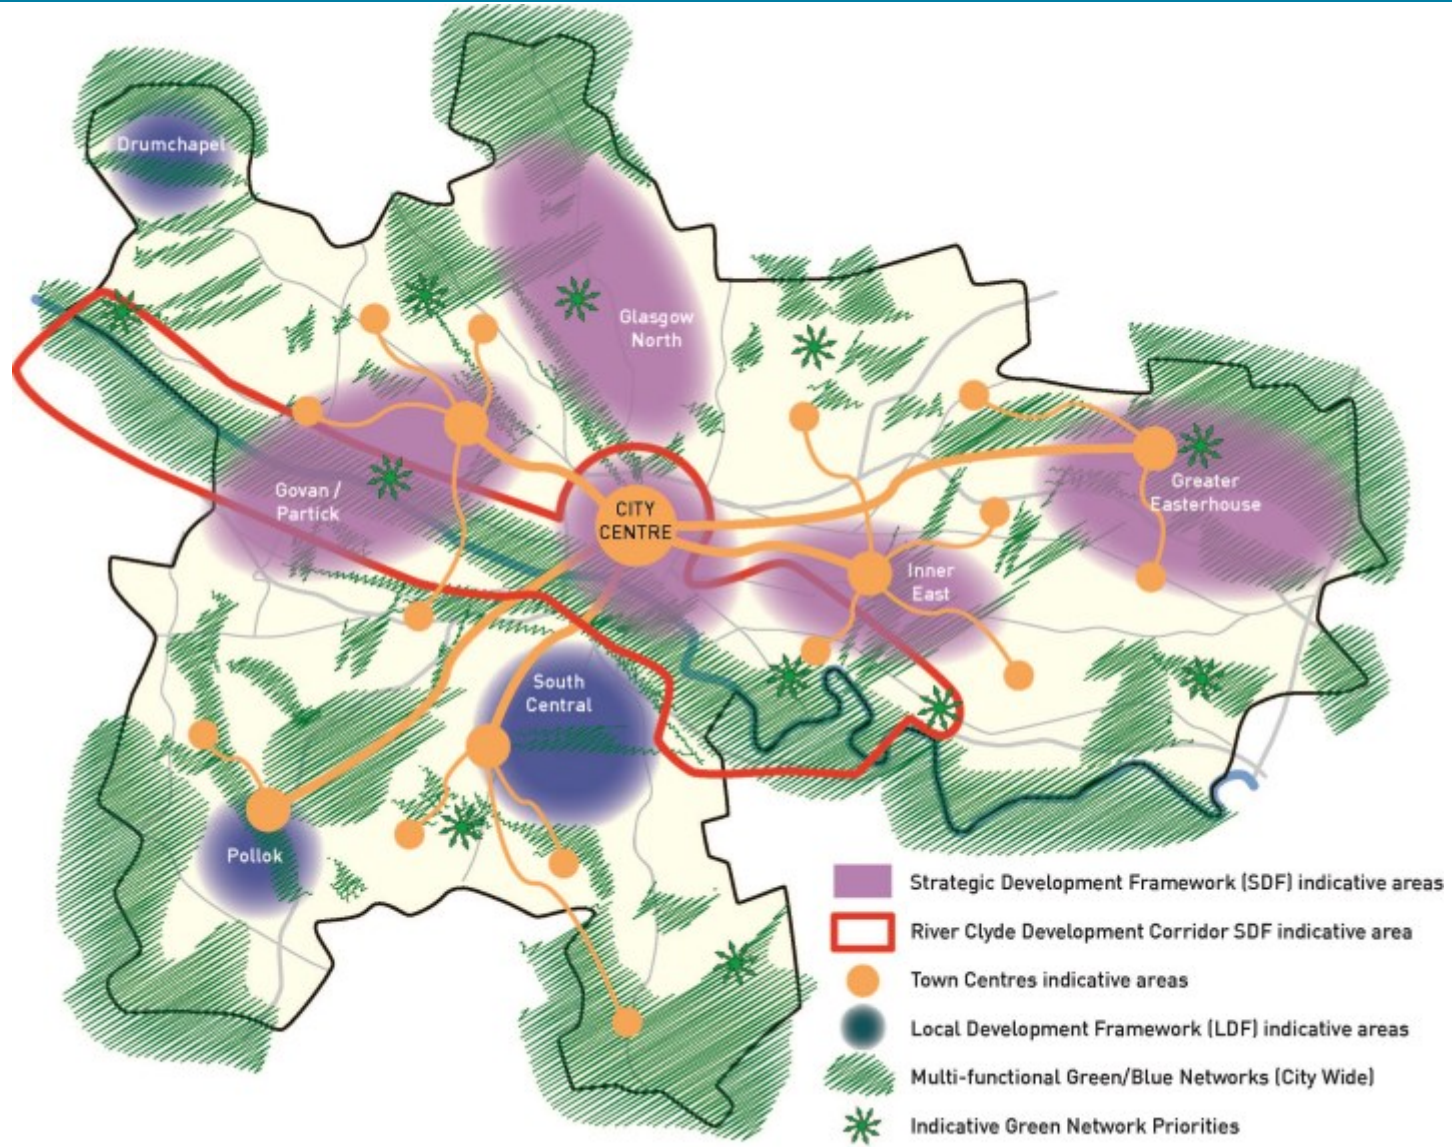 Drumchapel
Glasgow
North
Govan /
Partick
CITY
CENTRE
Greater
Easterhouse
Inner
East
South
Central
Pollok
Strategic Development Framework (SDF) indicative areas
River Clyde Development Corridor SDF indicative area
Town Centres indicative areas
Local Development Framework (LDF) indicative areas
Multi-functional Green/Blue Networks (City Wide)
Indicative Green Network Priorities